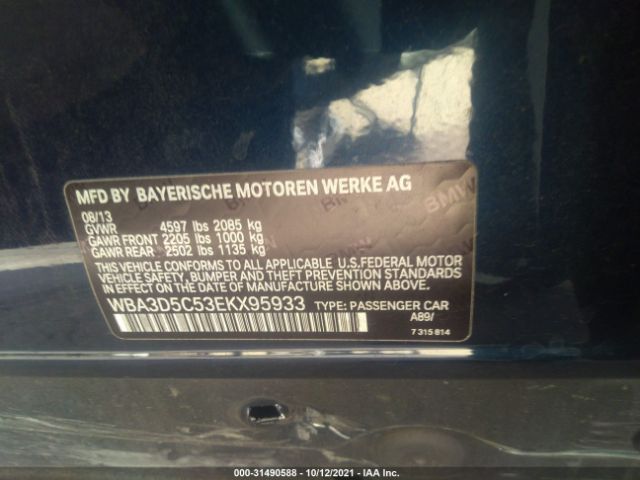 MFD BY BAYERISCHE MOTOREN WERKE AG
08/13
GVWR 4597 lbs 2085 kg
GAWR FRONT 2205 lbs 1000 kg
GAWR REAR 2502 lbs 1135 kg
THIS VEHICLE CONFORMS TO ALL APPLICABLE U.S.FEDERAL MOTOR
VEHICLE SAFETY, BUMPER, AND THEFT PREVENTION STANDARDS
IN EFFECT ON THE DATE OF MANUFACTURE SHOWN ABOVE.
WBA3D5C53EKX95933 TYPE: PASSENGER CAR
A89/
7 315 814
BMW
000-31490588 - 10/12/2021 - IAA Inc.